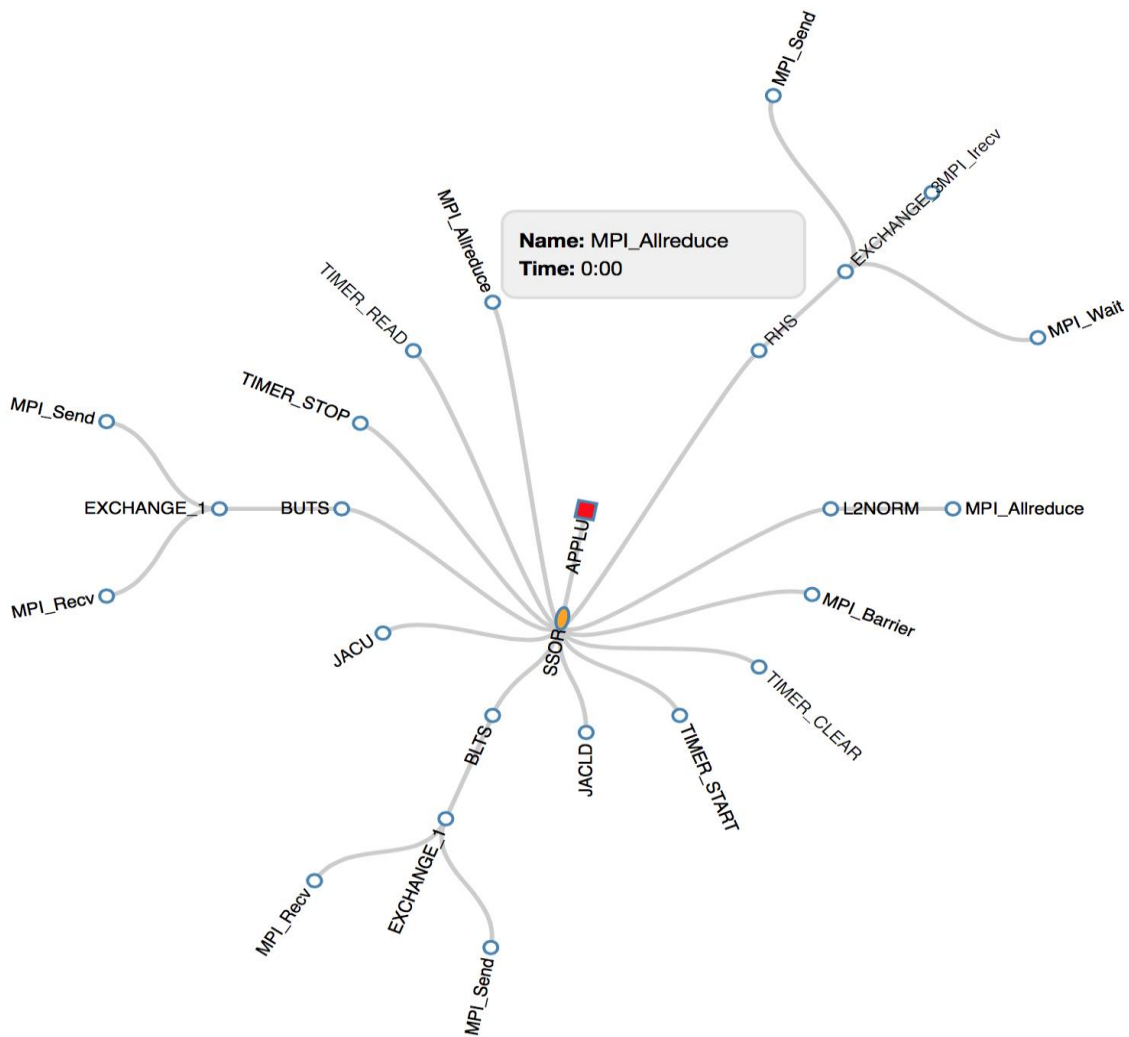 MPI_Send
MPI_Irecv
EXCHANGE_3
MPI_Allreduce
Name: MPI_Allreduce
Time: 0:00
TIMER_READ
RHS
MPI_Wait
TIMER_STOP
MPI_Send
EXCHANGE_1
BUTS
L2NORM
MPI_Allreduce
APPLU
MPI_Recv
MPI_Barrier
JACU
SSOR
TIMER_CLEAR
BLTS
JACLD
TIMER_START
EXCHANGE_1
MPI_Recv
MPI_Send